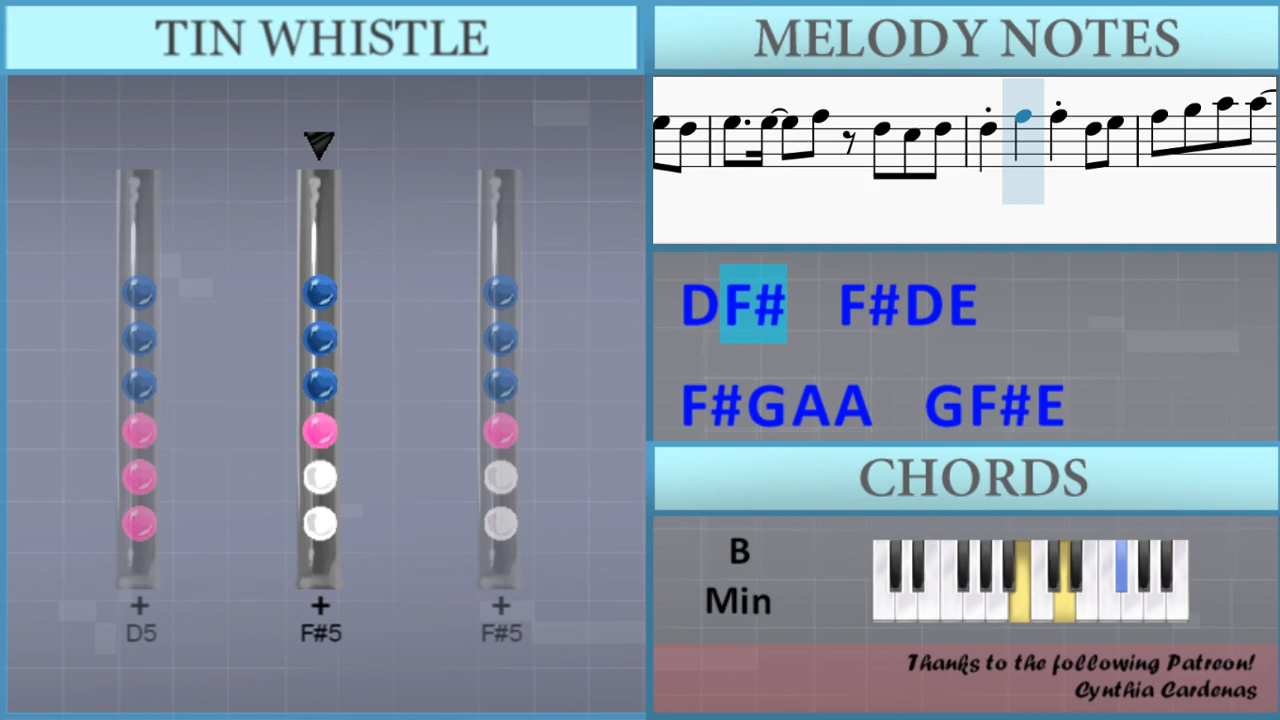 TIN WHISTLE
MELODY NOTES
+ + +
D5 F#5 F#5
DF# F#DE
F#GAA GF#E
CHORDS
B
Min
Thanks to the following Patreon!
Cynthia Cardenas